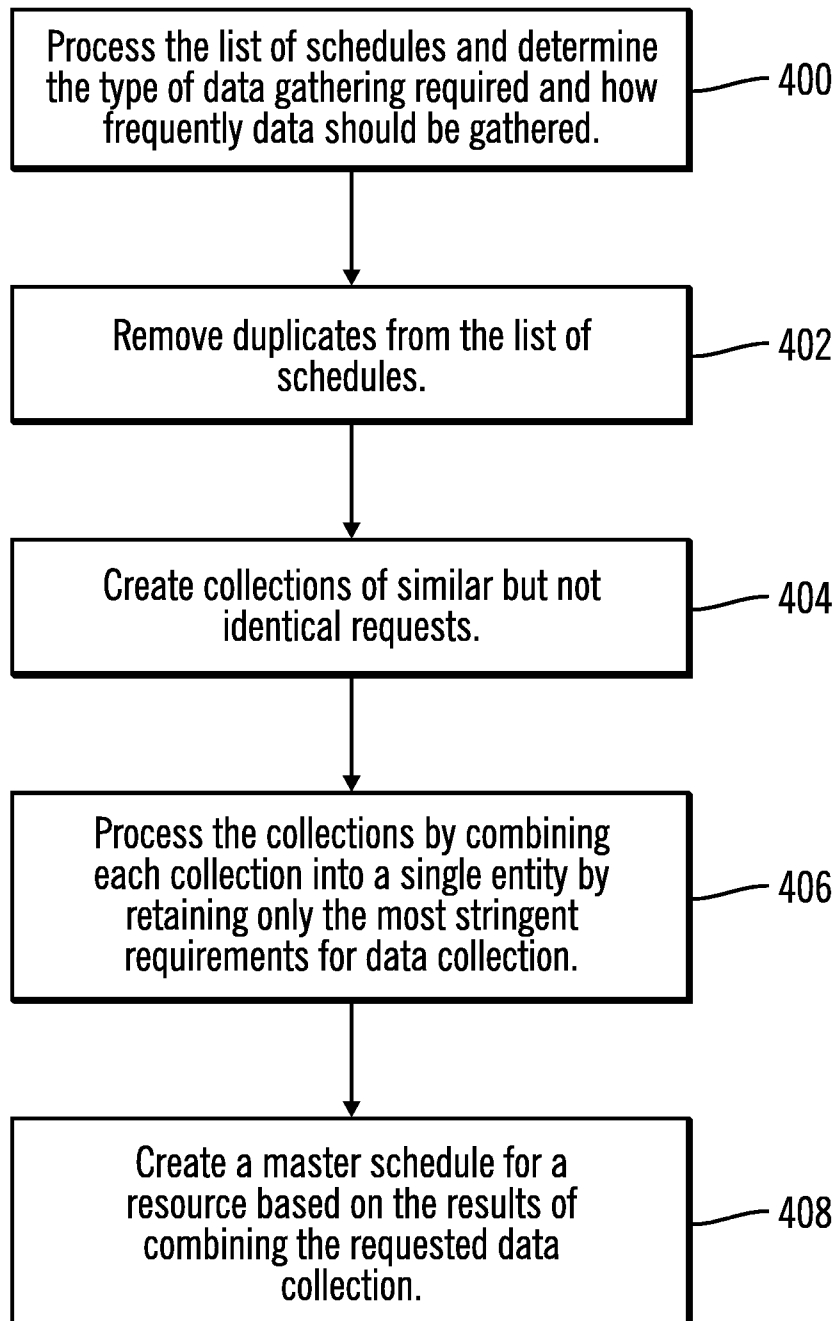 Process the list of schedules and determine
the type of data gathering required and how
frequently data should be gathered.
400
Remove duplicates from the list of
schedules.
402
Create collections of similar but not
identical requests.
404
Process the collections by combining
each collection into a single entity by
retaining only the most stringent
requirements for data collection.
406
Create a master schedule for a
resource based on the results of
combining the requested data
collection.
408